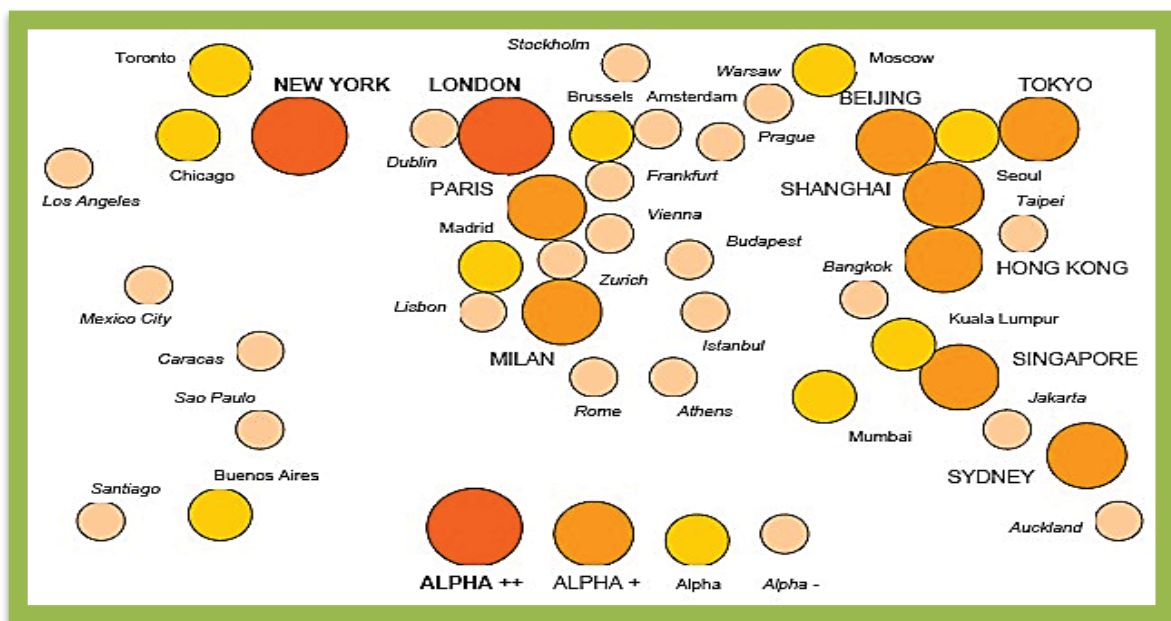 Stockholm
Toronto
Moscow
Warsaw
NEW YORK
LONDON
Brussels
Amsterdam
BEIJING
TOKYO
Prague
Dublin
Chicago
Frankfurt
Seoul
PARIS
SHANGHAI
Los Angeles
Taipei
Vienna
Madrid
Budapest
Bangkok
HONG KONG
Zurich
Lisbon
Mexico City
Kuala Lumpur
Istanbul
Caracas
MILAN
SINGAPORE
Sao Paulo
Rome
Athens
Jakarta
Mumbai
Buenos Aires
SYDNEY
Santiago
Auckland
ALPHA ++
ALPHA +
Alpha
Alpha -